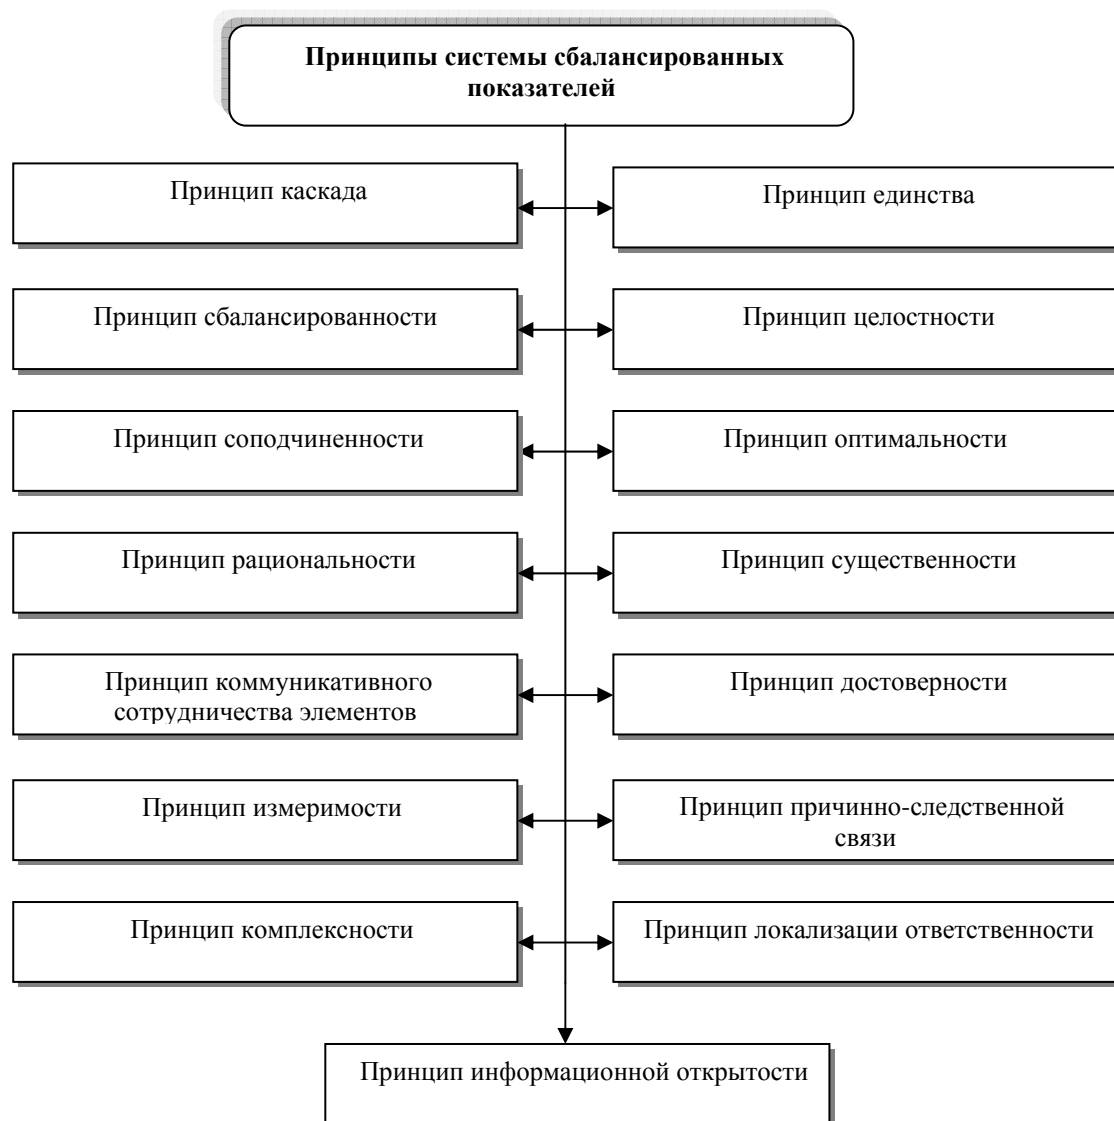 Принципы системы сбалансированных
показателей
Принцип каскада
Принцип единства
Принцип сбалансированности
Принцип целостности
Принцип соподчиненности
Принцип оптимальности
Принцип рациональности
Принцип существенности
Принцип коммуникативного
сотрудничества элементов
Принцип достоверности
Принцип измеримости
Принцип причинно-следственной
связи
Принцип комплексности
Принцип локализации ответственности
Принцип информационной открытости